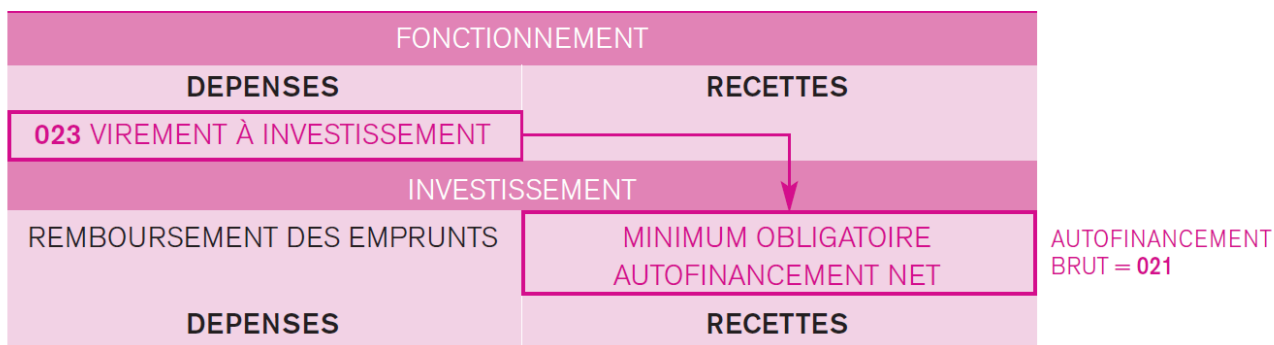 FONCTIONNEMENT
DEPENSES
RECETTES
023 VIREMENT À INVESTISSEMENT
INVESTISSEMENT
REMBOURSEMENT DES EMPRUNTS
MINIMUM OBLIGATOIRE
AUTOFINANCEMENT NET
AUTOFINANCEMENT
BRUT = 021
DEPENSES
RECETTES